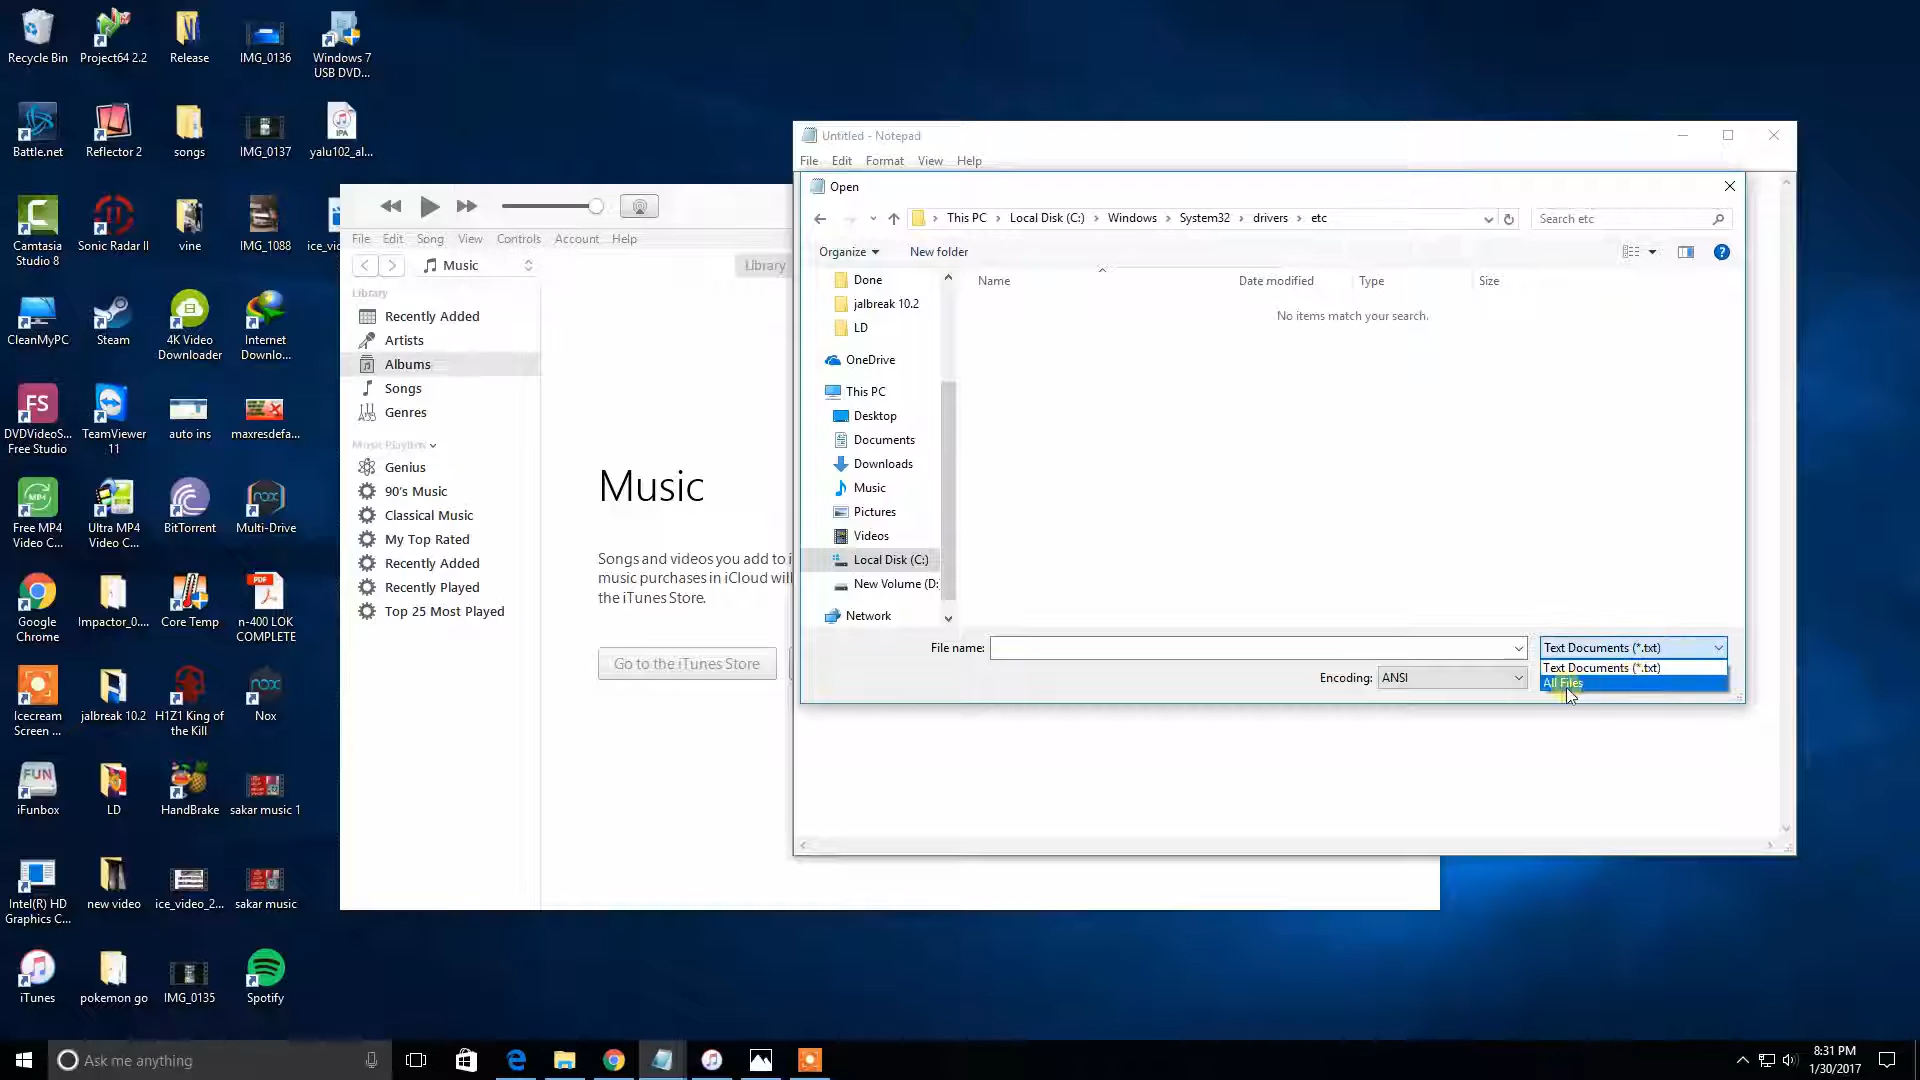 Recycle Bin
Project64 2.2
Release
IMG_0136
Windows 7
USB DVD...
Battle.net
Reflector 2
songs
IMG_0137
IPA
yalu102_al...
Camtasia
Studio 8
Sonic Radar II
vine
IMG_1088
ice_vi
CleanMyPC
Steam
4K Video
Downloader
Internet
Downlo...
FS
DVDVideoS...
Free Studio
TeamViewer
11
auto ins
maxresdefa...
MP4
Free MP4
Video C...
Ultra MP4
Video C...
BitTorrent
nox
Multi-Drive
Google
Chrome
Impactor_0....
Core Temp
PDF
n-400 LOK
COMPLETE
Icecream
Screen ...
jalbreak 10.2
H1Z1 King of
the Kill
nox
Nox
FUN
iFunbox
LD
HandBrake
sakar music 1
Intel(R) HD
Graphics C...
new video
ice_video_2...
sakar music
iTunes
pokemon go
IMG_0135
Spotify
File Edit Song View Controls Account Help
Music
Library
Library
Recently Added
Artists
Albums
Songs
Genres
Music Playlists
Genius
90's Music
Classical Music
My Top Rated
Recently Added
Recently Played
Top 25 Most Played
Music
Songs and videos you add to i
music purchases in iCloud will
the iTunes Store.
Go to the iTunes Store
Untitled - Notepad
File Edit Format View Help
Open
This PC > Local Disk (C:) > Windows > System32 > drivers > etc
Search etc
Organize
New folder
Name
Date modified
Type
Size
No items match your search.
Done
jalbreak 10.2
LD
OneDrive
This PC
Desktop
Documents
Downloads
Music
Pictures
Videos
Local Disk (C:)
New Volume (D:
Network
File name:
Text Documents (*.txt)
Text Documents (*.txt)
All Files
Encoding:
ANSI
Ask me anything
8:31 PM
1/30/2017